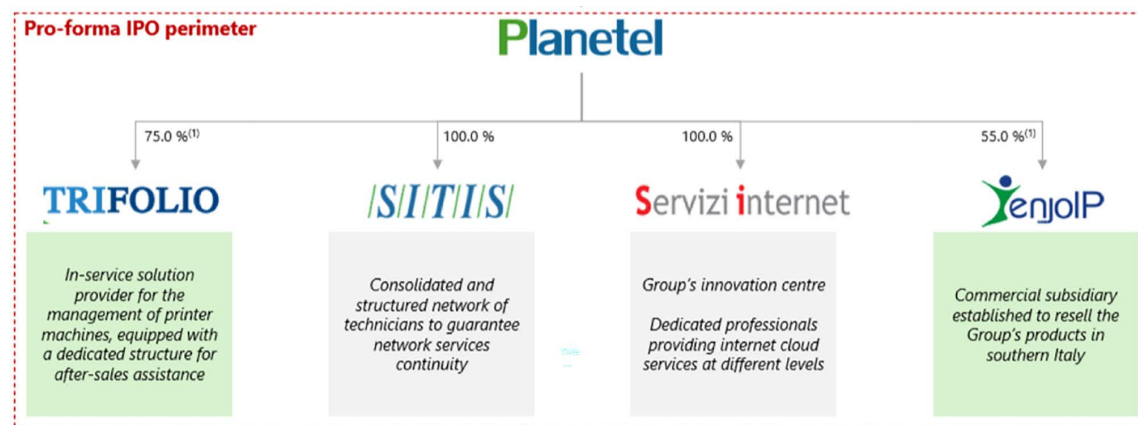 Pro-forma IPO perimeter
Planetel
75.0 %(1)
100.0 %
100.0 %
55.0 %(1)
TRIFOLIO
/S/I/T/I/S/
Servizi internet
enjoIP
In-service solution
provider for the
management of printer
machines, equipped with
a dedicated structure for
after-sales assistance
Consolidated and
structured network of
technicians to guarantee
network services
continuity
Group's innovation centre
Dedicated professionals
providing internet cloud
services at different levels
Commercial subsidiary
established to resell the
Group's products in
southern Italy